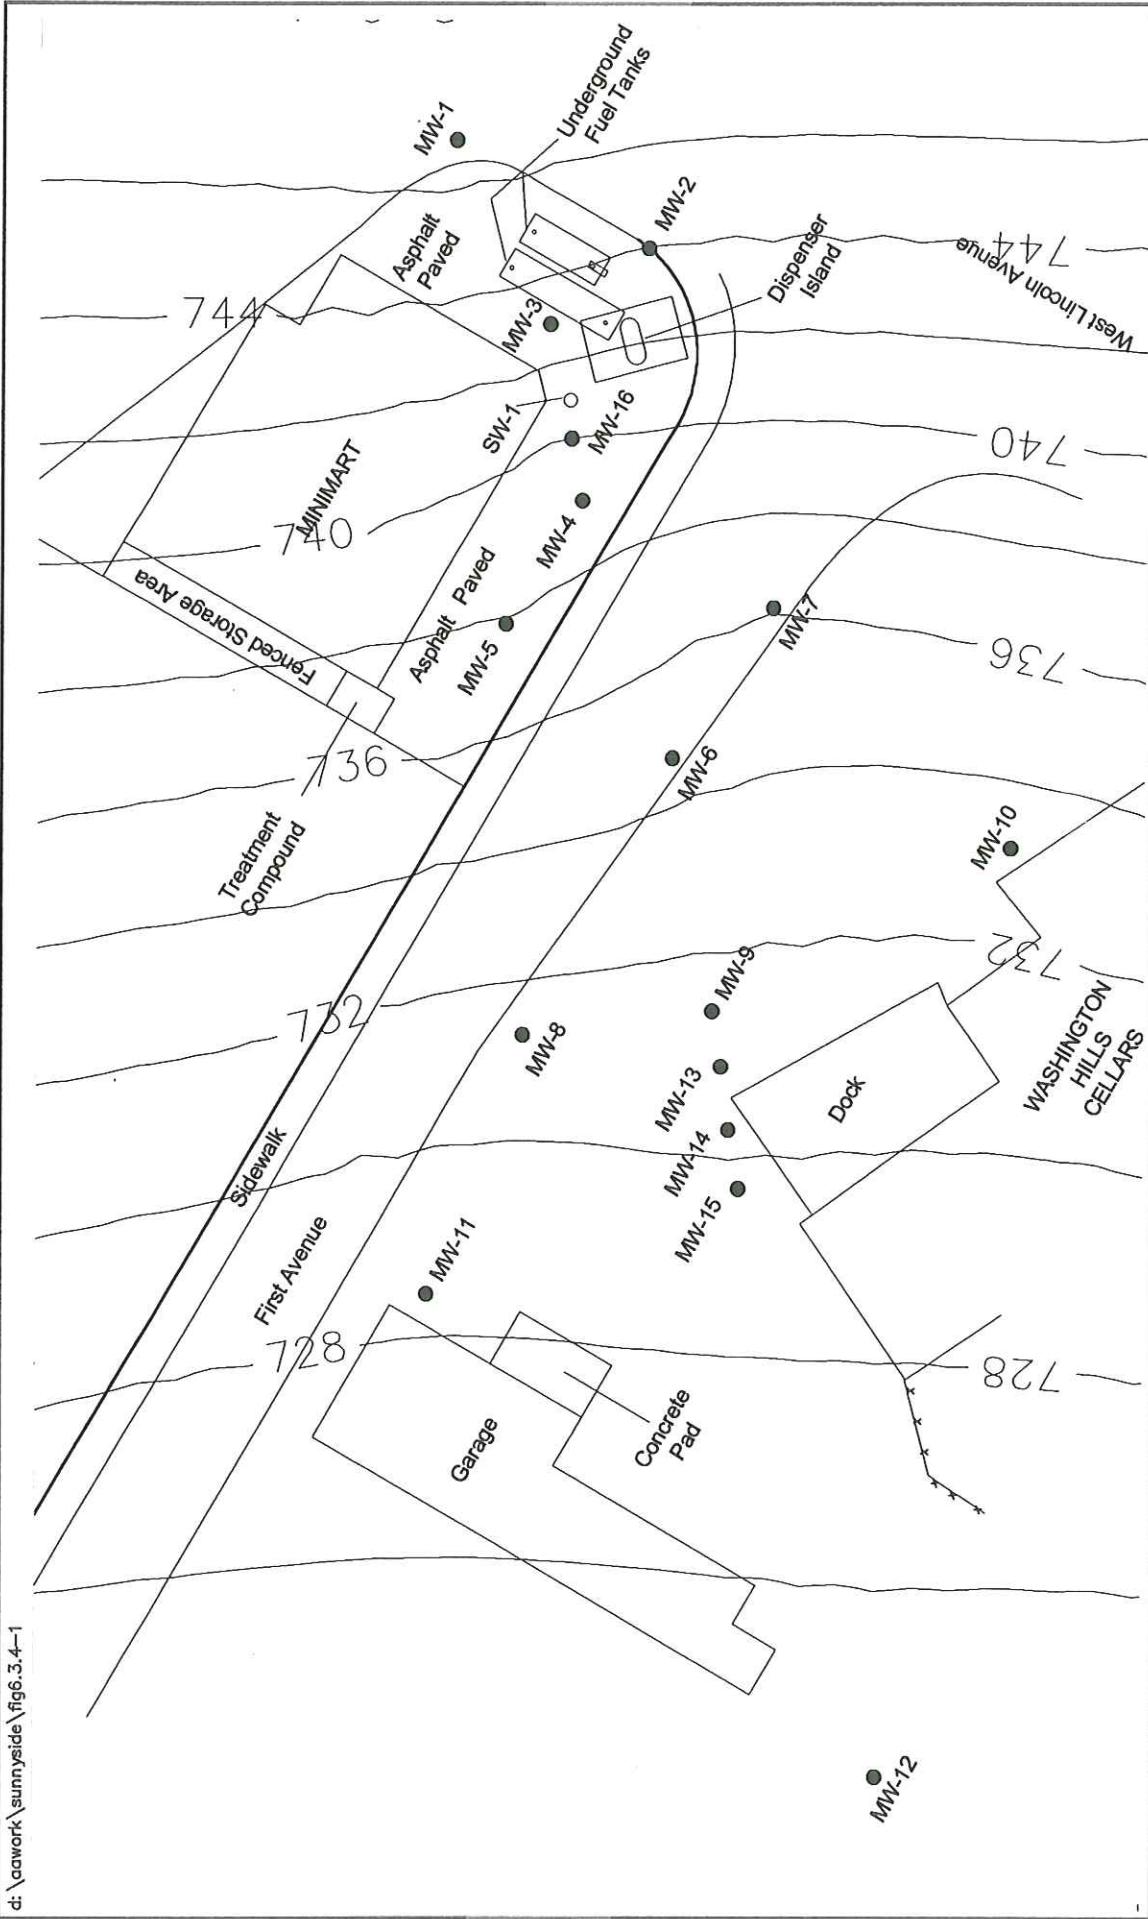 MW-1
Underground
Fuel Tanks
Asphalt
Paved
MW-2
744
744
West Lincoln Avenue
Dispenser
Island
MW-3
SW-1
MW-16
MINIMART
740
740
MW-4
Fenced Storage Area
Asphalt Paved
MW-5
MW-7
736
736
MW-6
Treatment
Compound
MW-10
732
732
MW-9
MW-8
WASHINGTON
HILLS
CELLARS
MW-13
Dock
MW-14
Sidewalk
MW-15
MW-11
First Avenue
728
728
Garage
Concrete
Pad
MW-12
d: \aawork\sunnyside\fig6.3.4-1